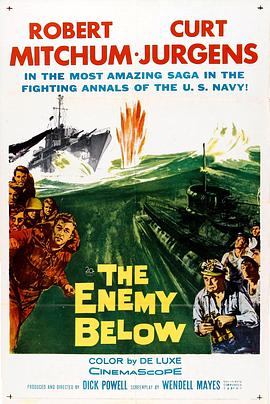 ROBERT CURT
MITCHUM · JURGENS
IN THE MOST AMAZING SAGA IN THE
FIGHTING ANNALS OF THE U. S. NAVY!
THE
ENEMY
BELOW
COLOR by DE LUXE
CINEMASCOPE
PRODUCED AND DIRECTED BY DICK POWELL SCREENPLAY BY WENDELL MAYES